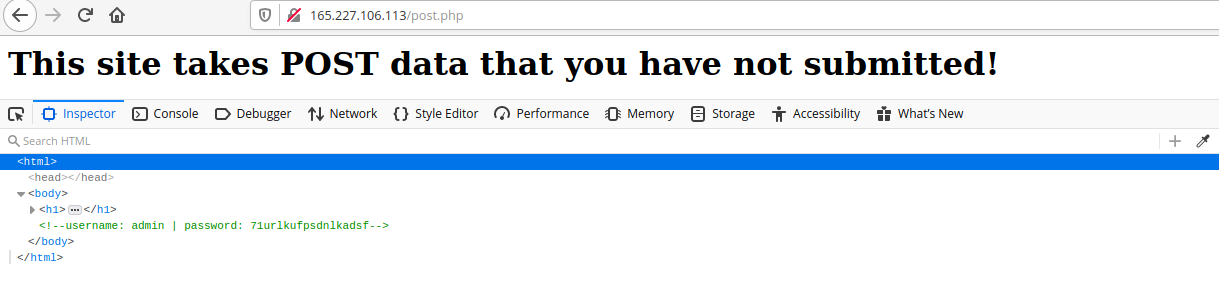 165.227.106.113/post.php
This site takes POST data that you have not submitted!
Inspector Console Debugger Network Style Editor Performance Memory Storage Accessibility What's New
Search HTML
<html>
<head></head>
<body>
<h1>…</h1>
<!--username: admin | password: 71urlkufpsdnlkadsf-->
</body>
</html>